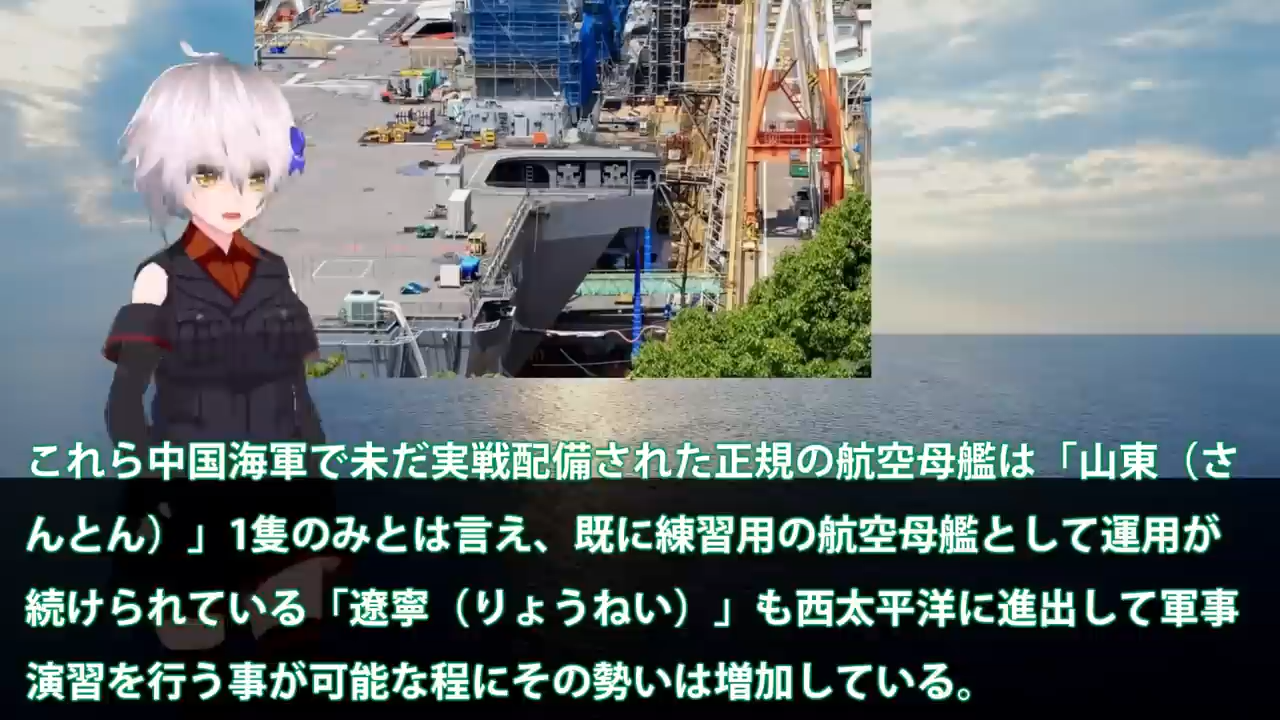 これら中国海軍で未だ実戦配備された正規の航空母艦は「山東（さ
んとん）」1隻のみとは言え、既に練習用の航空母艦として運用が
続けられている「遼寧（りょうねい）」も西太平洋に進出して軍事
演習を行う事が可能な程にその勢いは増加している。